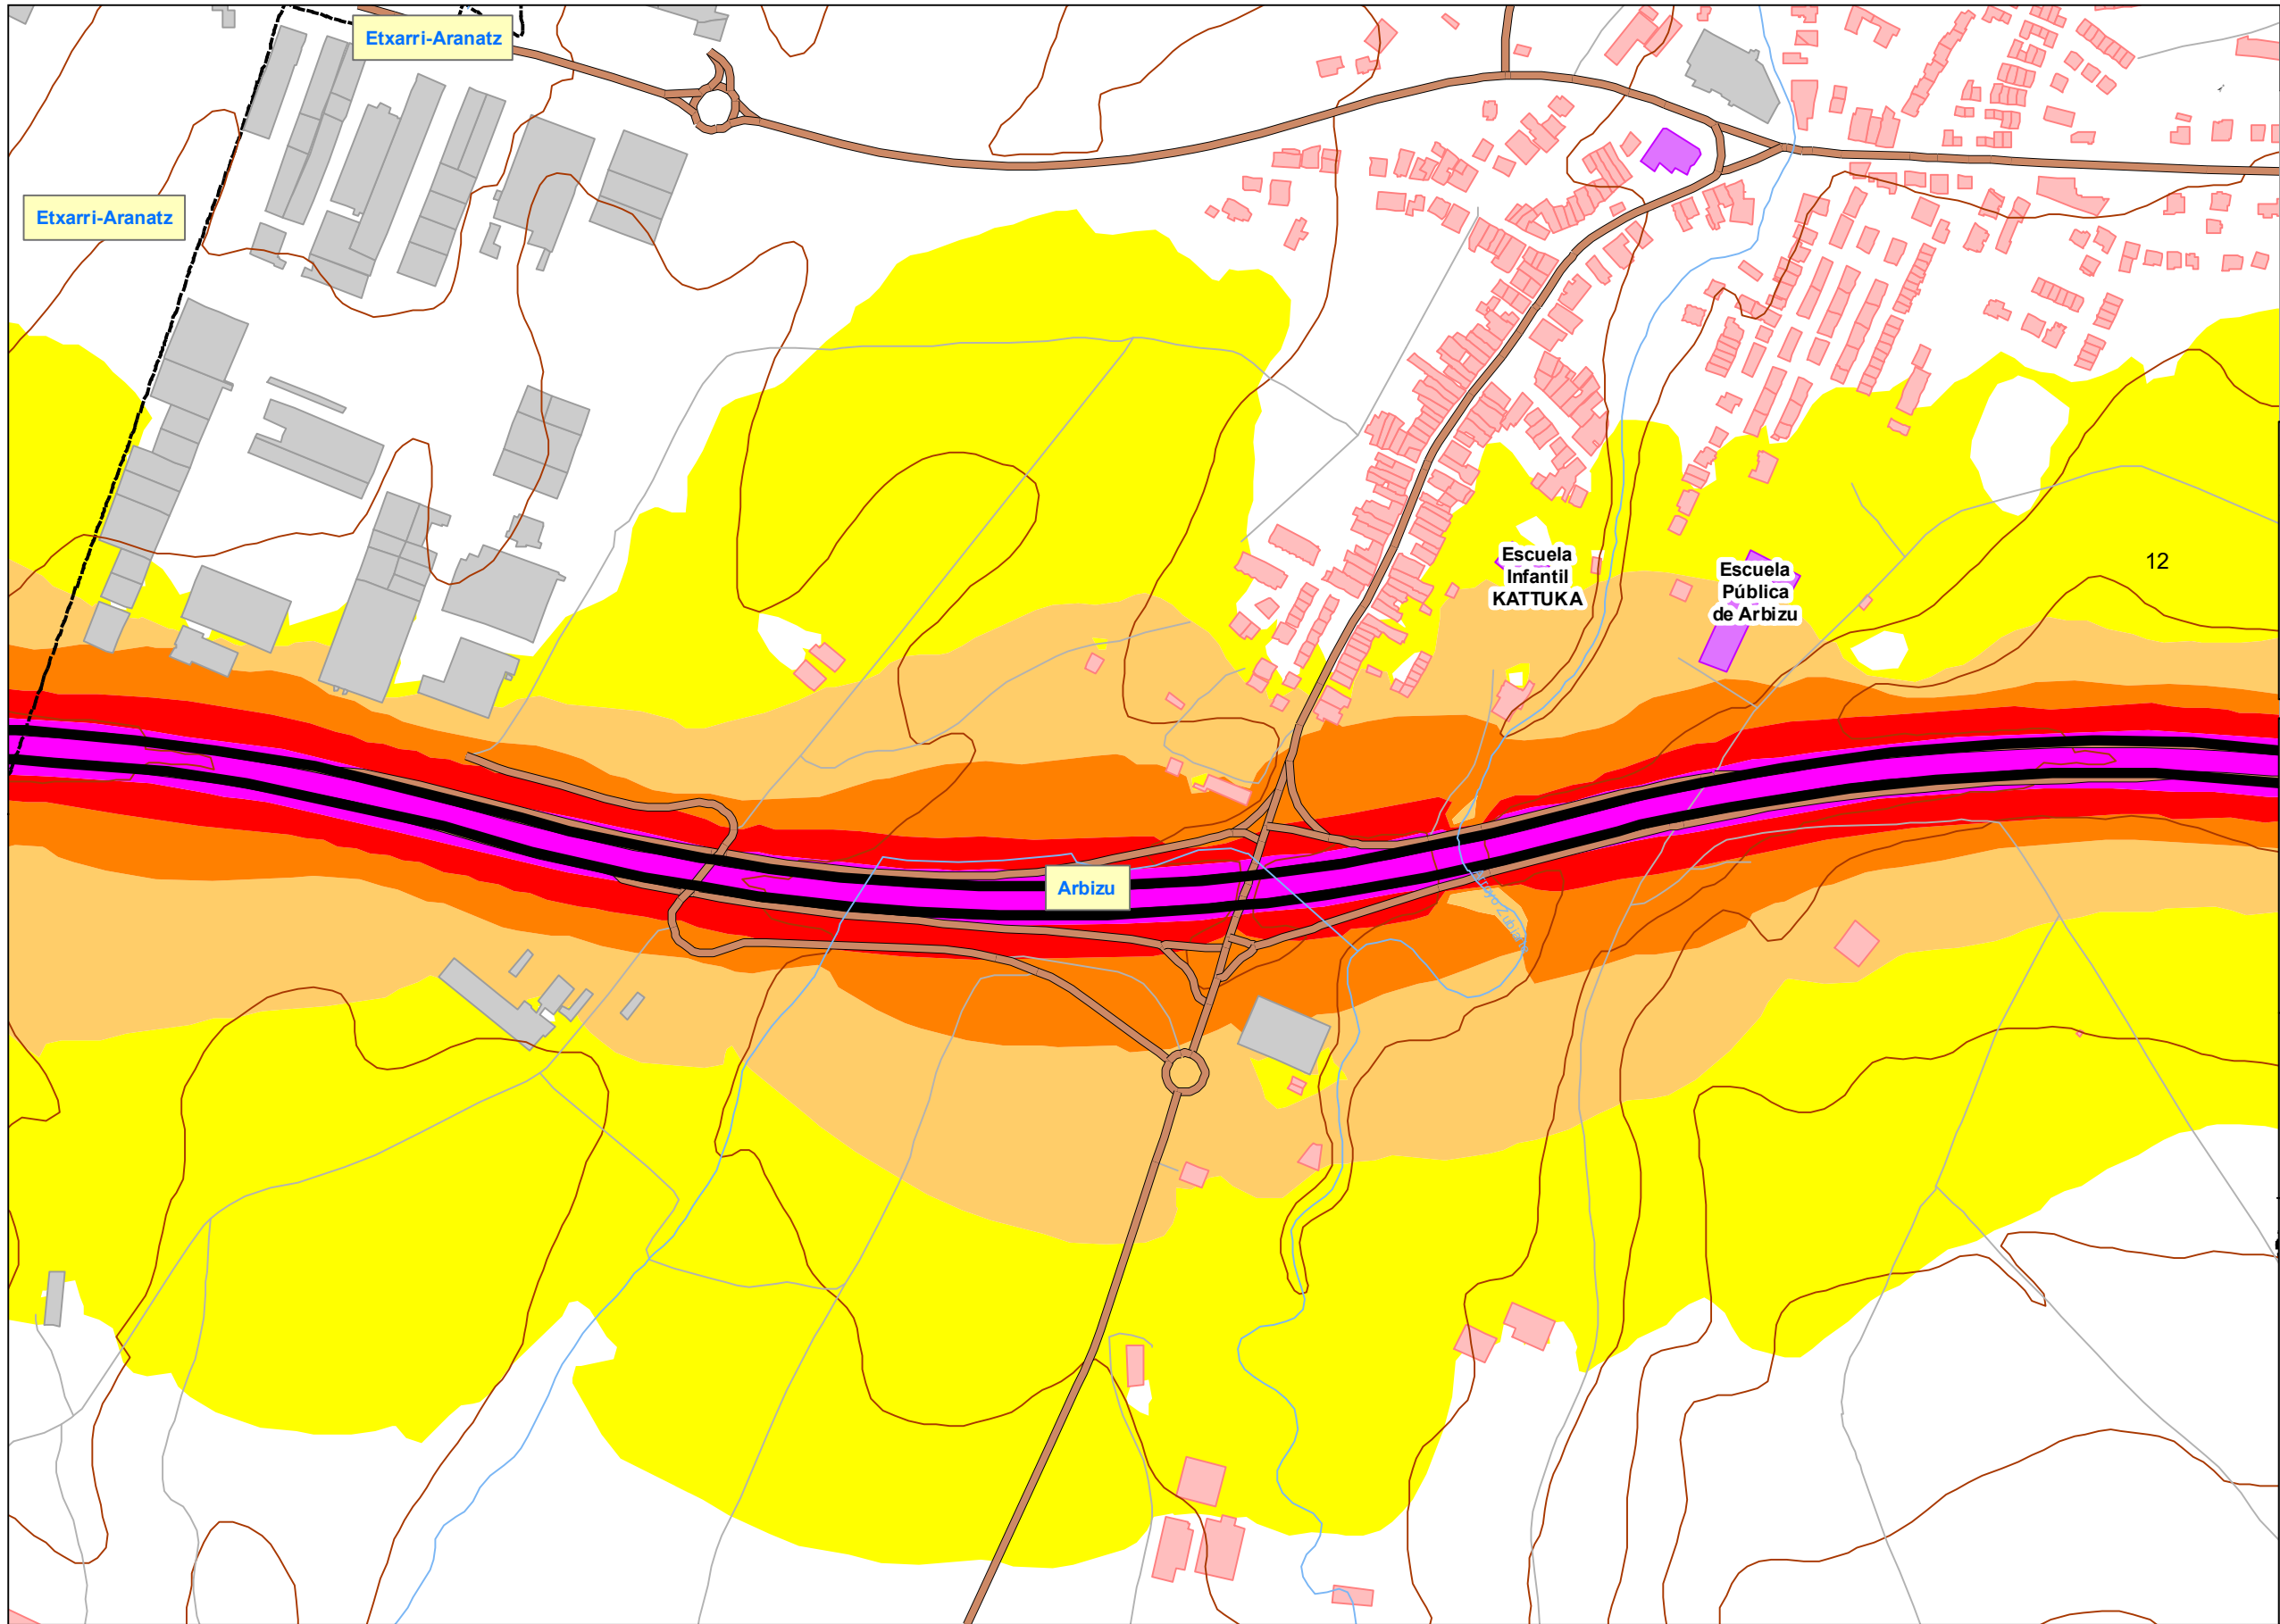 Etxarri-Aranatz
Etxarri-Aranatz
Escuela
Infantil
KATTUKA
Escuela
Pública
de Arbizu
12
Arbizu